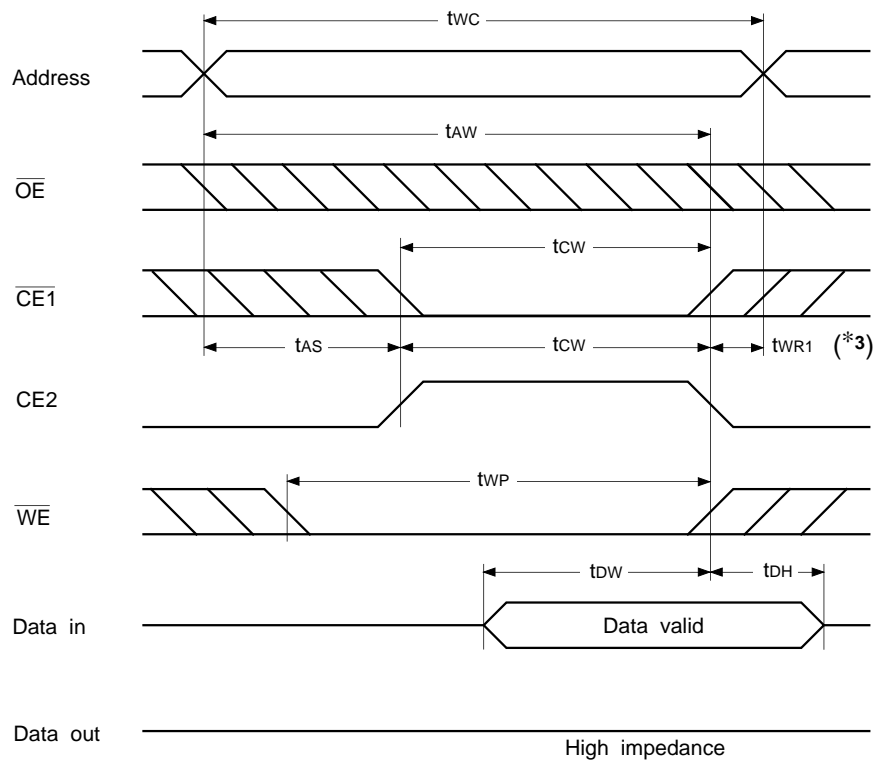 tWC
Address
tAW
OE
tCW
CE1
tAS tCW tWR1 (*3)
CE2
tWP
WE
tDW tDH
Data in Data valid
Data out
High impedance